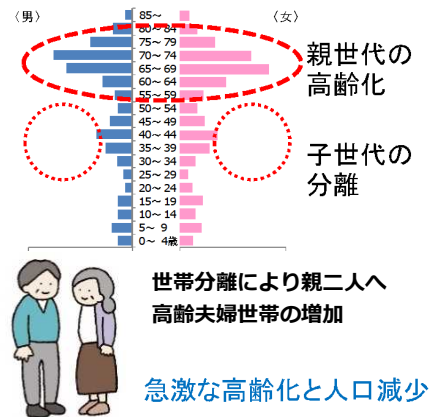 〈男〉
〈女〉
85～
80～84
75～79
70～74
65～69
60～64
55～59
50～54
45～49
40～44
35～39
30～34
25～29
20～24
15～19
10～14
5～ 9
0～ 4歳
親世代の
高齢化
子世代の
分離
世帯分離により親二人へ
高齢夫婦世帯の増加
急激な高齢化と人口減少